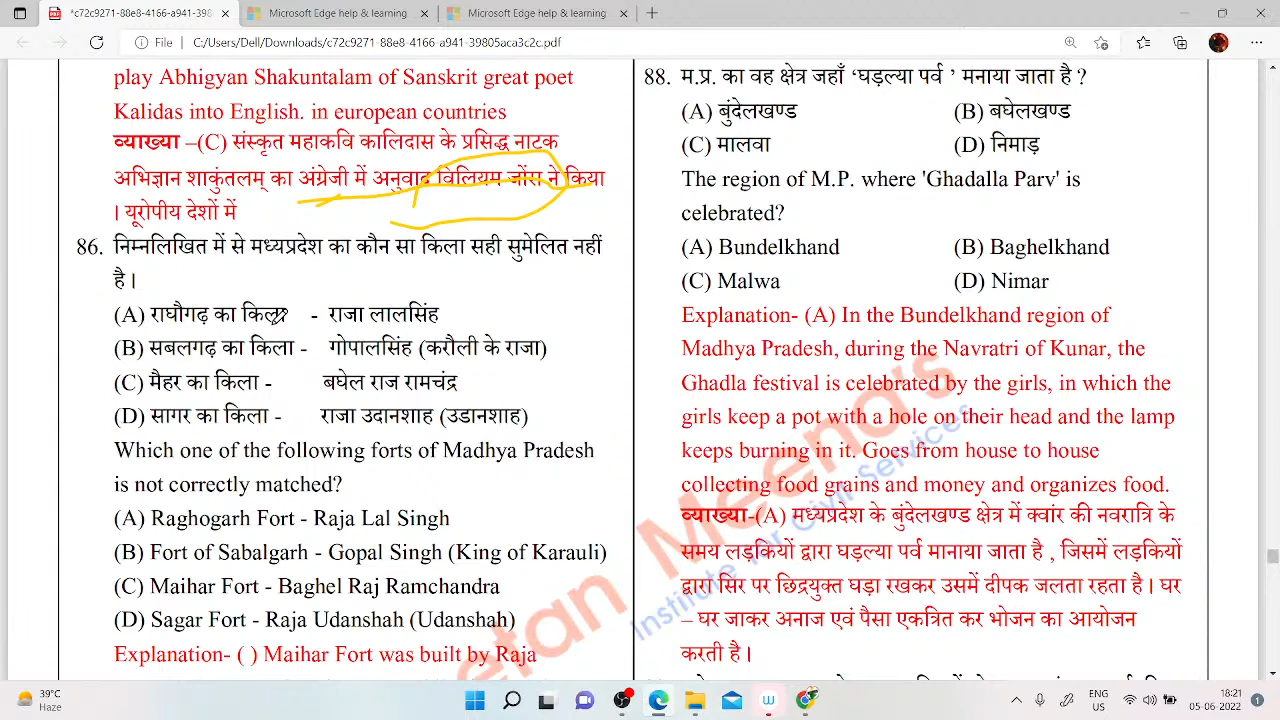 *c72c9271-88e8-4166-a941-39805
Microsoft Edge help & learning
Microsoft Edge help & learning
File
C:/Users/Dell/Downloads/c72c9271-88e8-4166-a941-39805aca3c2c.pdf
play Abhigyan Shakuntalam of Sanskrit great poet
Kalidas into English. in european countries
व्याख्या –(C) संस्कृत महाकवि कालिदास के प्रसिद्ध नाटक
अभिज्ञान शाकुंतलम् का अंग्रेजी में अनुवाद विलियम जोंस ने किया
। यूरोपीय देशों में
86. निम्नलिखित में से मध्यप्रदेश का कौन सा किला सही सुमेलित नहीं
है।
(A) राघौगढ़ का किला - राजा लालसिंह
(B) सबलगढ़ का किला - गोपालसिंह (करौली के राजा)
(C) मैहर का किला - बघेल राज रामचंद्र
(D) सागर का किला - राजा उदानशाह (उडानशाह)
Which one of the following forts of Madhya Pradesh
is not correctly matched?
(A) Raghogarh Fort - Raja Lal Singh
(B) Fort of Sabalgarh - Gopal Singh (King of Karauli)
(C) Maihar Fort - Baghel Raj Ramchandra
(D) Sagar Fort - Raja Udanshah (Udanshah)
Explanation- ( ) Maihar Fort was built by Raja
88. म.प्र. का वह क्षेत्र जहाँ ‘घड़ल्या पर्व ’ मनाया जाता है ?
(A) बुंदेलखण्ड (B) बघेलखण्ड
(C) मालवा (D) निमाड़
The region of M.P. where 'Ghadalla Parv' is
celebrated?
(A) Bundelkhand (B) Baghelkhand
(C) Malwa (D) Nimar
Explanation- (A) In the Bundelkhand region of
Madhya Pradesh, during the Navratri of Kunar, the
Ghadla festival is celebrated by the girls, in which the
girls keep a pot with a hole on their head and the lamp
keeps burning in it. Goes from house to house
collecting food grains and money and organizes food.
व्याख्या-(A) मध्यप्रदेश के बुंदेलखण्ड क्षेत्र में क्वांर की नवरात्रि के
समय लड़कियों द्वारा घड़ल्या पर्व मानाया जाता है , जिसमें लड़कियों
द्वारा सिर पर छिद्रयुक्त घड़ा रखकर उसमें दीपक जलता रहता है। घर
– घर जाकर अनाज एवं पैसा एकत्रित कर भोजन का आयोजन
करती है।
Meena's
Institute for Civil Services
39°C
Haze
ENG
US
18:21
05-06-2022